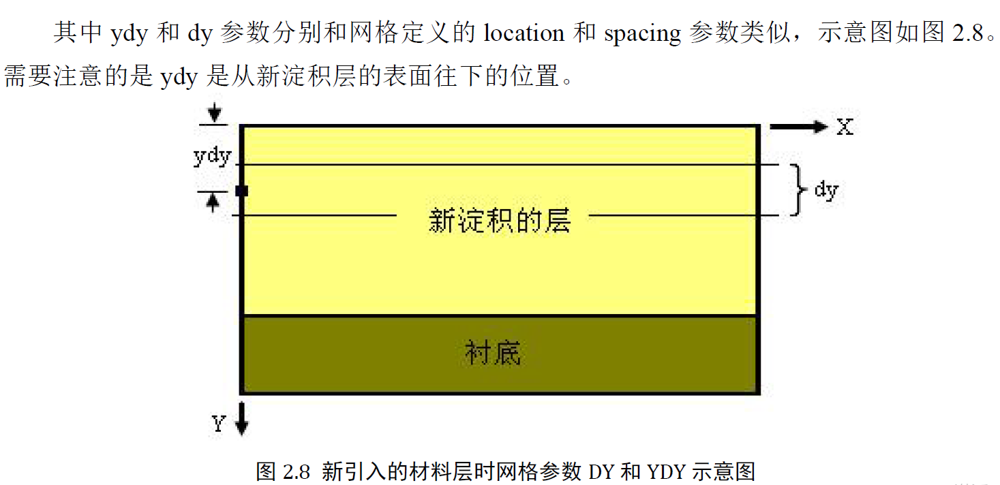 其中 ydy 和 dy 参数分别和网格定义的 location 和 spacing 参数类似，示意图如图 2.8。
需要注意的是 ydy 是从新淀积层的表面往下的位置。
X
ydy
dy
新淀积的层
衬底
Y
图 2.8 新引入的材料层时网格参数 DY 和 YDY 示意图